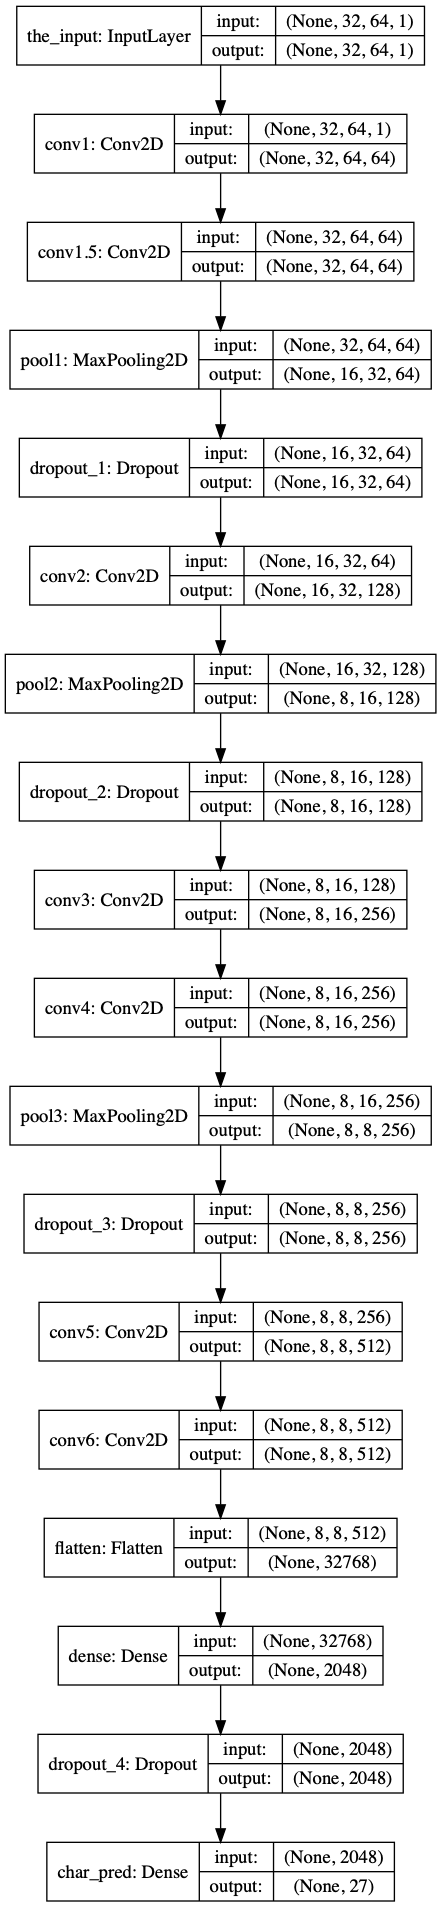 the_input: InputLayer
input: (None, 32, 64, 1)
output: (None, 32, 64, 1)
conv1: Conv2D
input: (None, 32, 64, 1)
output: (None, 32, 64, 64)
conv1.5: Conv2D
input: (None, 32, 64, 64)
output: (None, 32, 64, 64)
pool1: MaxPooling2D
input: (None, 32, 64, 64)
output: (None, 16, 32, 64)
dropout_1: Dropout
input: (None, 16, 32, 64)
output: (None, 16, 32, 64)
conv2: Conv2D
input: (None, 16, 32, 64)
output: (None, 16, 32, 128)
pool2: MaxPooling2D
input: (None, 16, 32, 128)
output: (None, 8, 16, 128)
dropout_2: Dropout
input: (None, 8, 16, 128)
output: (None, 8, 16, 128)
conv3: Conv2D
input: (None, 8, 16, 128)
output: (None, 8, 16, 256)
conv4: Conv2D
input: (None, 8, 16, 256)
output: (None, 8, 16, 256)
pool3: MaxPooling2D
input: (None, 8, 16, 256)
output: (None, 8, 8, 256)
dropout_3: Dropout
input: (None, 8, 8, 256)
output: (None, 8, 8, 256)
conv5: Conv2D
input: (None, 8, 8, 256)
output: (None, 8, 8, 512)
conv6: Conv2D
input: (None, 8, 8, 512)
output: (None, 8, 8, 512)
flatten: Flatten
input: (None, 8, 8, 512)
output: (None, 32768)
dense: Dense
input: (None, 32768)
output: (None, 2048)
dropout_4: Dropout
input: (None, 2048)
output: (None, 2048)
char_pred: Dense
input: (None, 2048)
output: (None, 27)